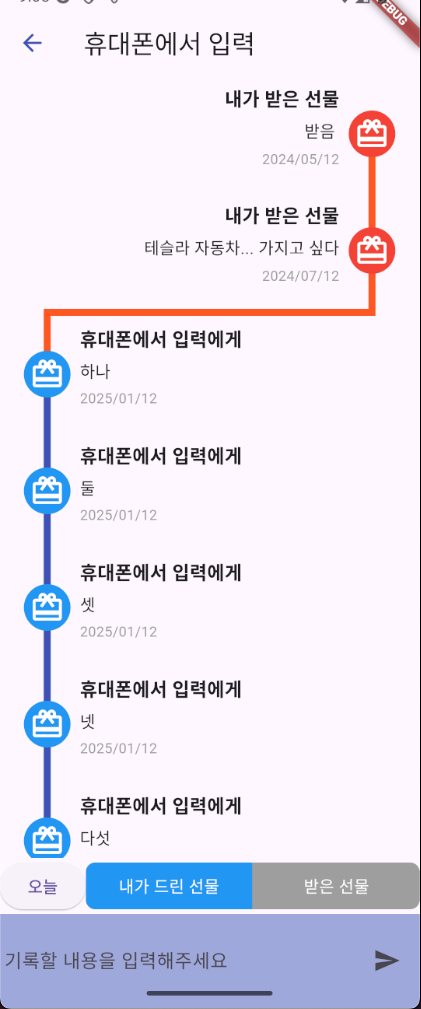 휴대폰에서 입력
내가 받은 선물
받음
2024/05/12
내가 받은 선물
테슬라 자동차... 가지고 싶다
2024/07/12
휴대폰에서 입력에게
하나
2025/01/12
휴대폰에서 입력에게
둘
2025/01/12
휴대폰에서 입력에게
셋
2025/01/12
휴대폰에서 입력에게
넷
2025/01/12
휴대폰에서 입력에게
다섯
오늘
내가 드린 선물
받은 선물
기록할 내용을 입력해주세요